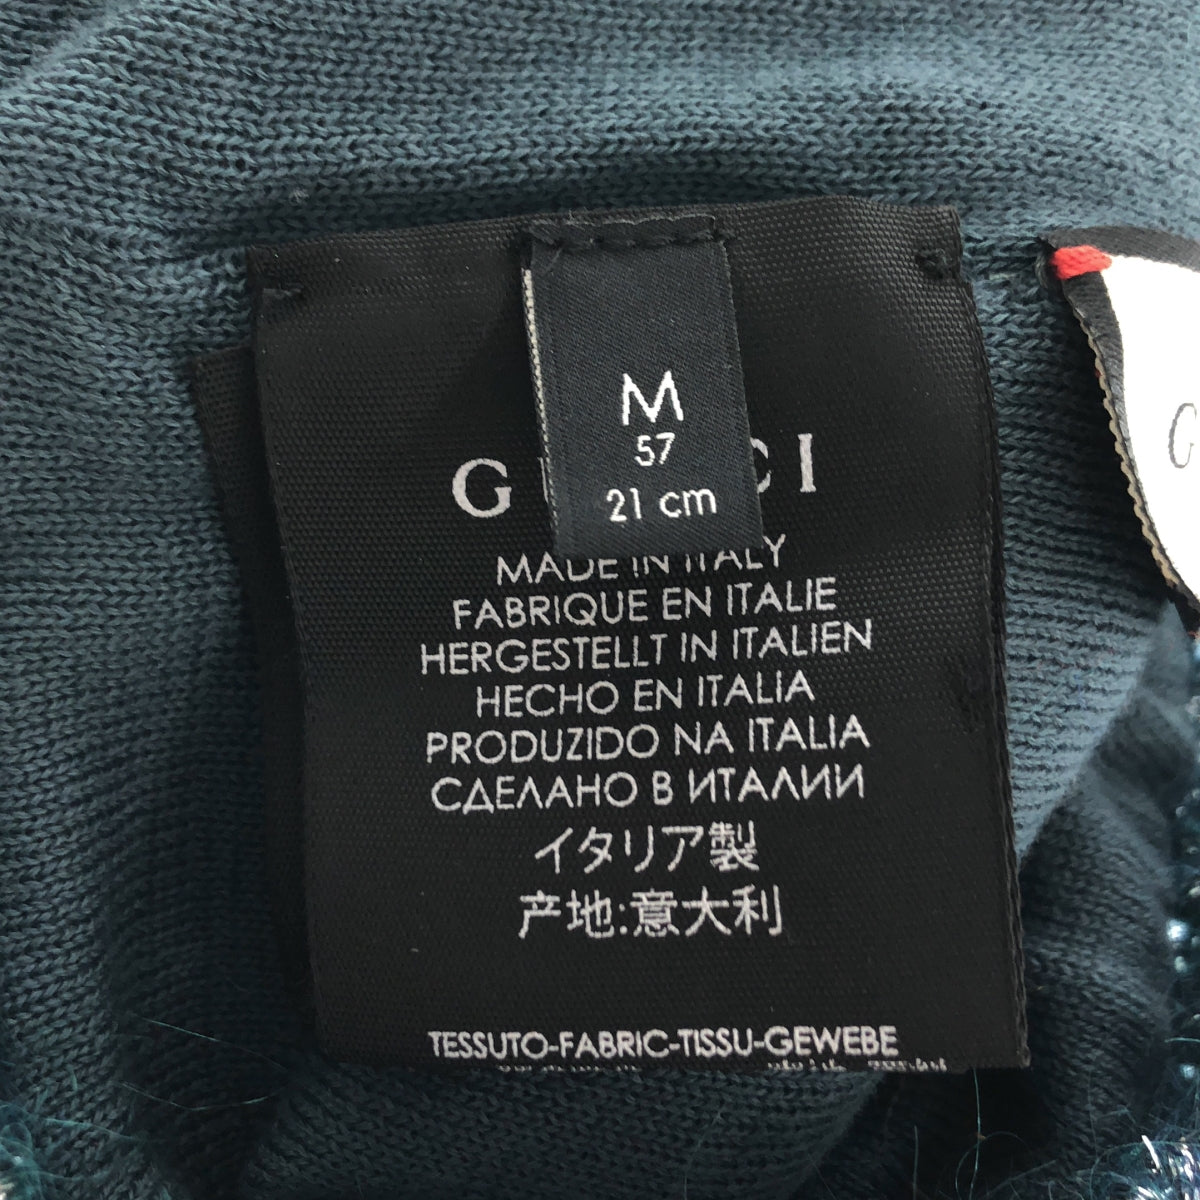 M
57
21 cm
GUCCI
MADE IN ITALY
FABRIQUE EN ITALIE
HERGESTELLT IN ITALIEN
HECHO EN ITALIA
PRODUZIDO NA ITALIA
СДЕЛАНО В ИТАЛИИ
イタリア製
产地:意大利
TESSUTO-FABRIC-TISSU-GEWEBE
G